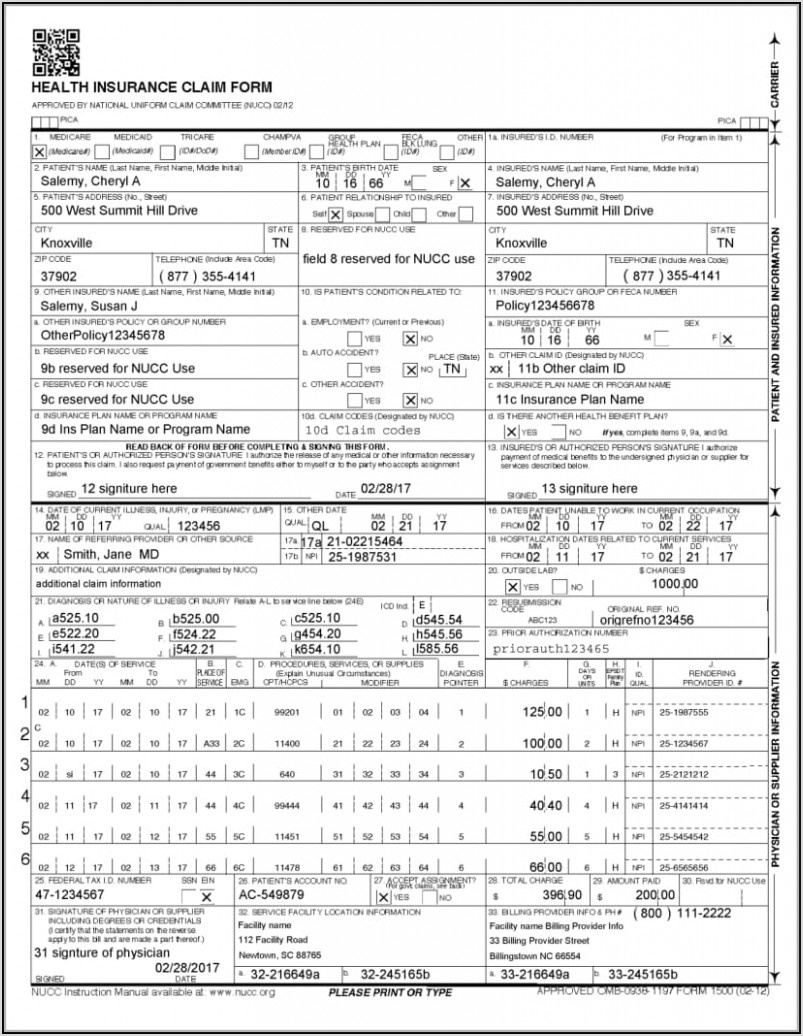 HEALTH INSURANCE CLAIM FORM
APPROVED BY NATIONAL UNIFORM CLAIM COMMITTEE (NUCC) 02/12
PICA PICA
CARRIER
1. MEDICARE MEDICAID TRICARE CHAMPVA GROUP HEALTH PLAN FECA BLK LUNG OTHER 1a. INSURED'S I.D. NUMBER (For Program in Item 1)
X (Medicare#) (Medicaid#) (ID#/DoD#) (Member ID#) (ID#) (ID#) (ID#)
2. PATIENT'S NAME (Last Name, First Name, Middle Initial) 3. PATIENT'S BIRTH DATE SEX 4. INSURED'S NAME (Last Name, First Name, Middle Initial)
MM DD YY
Salemy, Cheryl A 10 16 66 M F X Salemy, Cheryl A
5. PATIENT'S ADDRESS (No., Street) 6. PATIENT RELATIONSHIP TO INSURED 7. INSURED'S ADDRESS (No., Street)
500 West Summit Hill Drive Self X Spouse Child Other 500 West Summit Hill Drive
CITY STATE 8. RESERVED FOR NUCC USE CITY STATE
Knoxville TN field 8 reserved for NUCC use Knoxville TN
ZIP CODE TELEPHONE (Include Area Code) ZIP CODE TELEPHONE (Include Area Code)
37902 ( 877 ) 355-4141 37902 ( 877 ) 355-4141
9. OTHER INSURED'S NAME (Last Name, First Name, Middle Initial) 10. IS PATIENT'S CONDITION RELATED TO: 11. INSURED'S POLICY GROUP OR FECA NUMBER
Salemy, Susan J Policy123456678
a. OTHER INSURED'S POLICY OR GROUP NUMBER a. EMPLOYMENT? (Current or Previous) a. INSURED'S DATE OF BIRTH SEX
MM DD YY
OtherPolicy12345678 YES X NO 10 16 66 M F X
b. RESERVED FOR NUCC USE b. AUTO ACCIDENT? PLACE (State) b. OTHER CLAIM ID (Designated by NUCC)
9b reserved for NUCC Use YES X NO TN xx 11b Other claim ID
c. RESERVED FOR NUCC USE c. OTHER ACCIDENT? c. INSURANCE PLAN NAME OR PROGRAM NAME
9c reserved for NUCC Use YES X NO 11c Insurance Plan Name
d. INSURANCE PLAN NAME OR PROGRAM NAME 10d. CLAIM CODES (Designated by NUCC) d. IS THERE ANOTHER HEALTH BENEFIT PLAN?
9d Ins Plan Name or Program Name 10d Claim codes X YES NO If yes, complete items 9, 9a, and 9d.
READ BACK OF FORM BEFORE COMPLETING & SIGNING THIS FORM.
12. PATIENT'S OR AUTHORIZED PERSON'S SIGNATURE I authorize the release of any medical or other information necessary
to process this claim. I also request payment of government benefits either to myself or to the party who accepts assignment
below.
13. INSURED'S OR AUTHORIZED PERSON'S SIGNATURE I authorize
payment of medical benefits to the undersigned physician or supplier for
services described below.
SIGNED 12 signiture here DATE 02/28/17 SIGNED 13 signiture here
PATIENT AND INSURED INFORMATION
14. DATE OF CURRENT ILLNESS, INJURY, or PREGNANCY (LMP) 15. OTHER DATE 16. DATES PATIENT UNABLE TO WORK IN CURRENT OCCUPATION
MM DD YY MM DD YY MM DD YY MM DD YY
02 10 17 QUAL. 123456 QUAL. QL 02 21 17 FROM 02 10 17 TO 02 22 17
17. NAME OF REFERRING PROVIDER OR OTHER SOURCE 17a. 17a 21-02215464 18. HOSPITALIZATION DATES RELATED TO CURRENT SERVICES
MM DD YY MM DD YY
xx Smith, Jane MD 17b. NPI 25-1987531 FROM 02 11 17 TO 02 21 17
19. ADDITIONAL CLAIM INFORMATION (Designated by NUCC) 20. OUTSIDE LAB? $ CHARGES
additional claim information X YES NO 1000.00
21. DIAGNOSIS OR NATURE OF ILLNESS OR INJURY Relate A-L to service line below (24E) ICD Ind. E 22. RESUBMISSION CODE ORIGINAL REF. NO.
A. a525.10 B. b525.00 C. c525.10 D. d545.54 ABC123 origrefno123456
E. e522.20 F. f524.22 G. g454.20 H. h545.56 23. PRIOR AUTHORIZATION NUMBER
I. i541.22 J. j542.21 K. k654.10 L. l585.56 priorauth123465
24. A. DATE(S) OF SERVICE B. C. D. PROCEDURES, SERVICES, OR SUPPLIES E. F. G. H. I. J.
From To PLACE OF (Explain Unusual Circumstances) DIAGNOSIS DAYS OR EPSDT Family ID. RENDERING
MM DD YY MM DD YY SERVICE EMG CPT/HCPCS MODIFIER POINTER $ CHARGES UNITS Plan QUAL. PROVIDER ID. #
1 02 10 17 02 10 17 21 1C 99201 01 02 03 04 1 125 00 1 H NPI 25-1987555
C
2 02 10 17 02 10 17 A33 2C 11400 21 22 23 24 2 100 00 2 H NPI 25-1234567
3 02 si 17 02 10 17 44 3C 640 31 32 33 34 3 10 50 1 3 NPI 25-2121212
4 02 11 17 02 11 17 44 4C 99444 41 42 43 44 4 40 40 4 H NPI 25-4141414
5 02 11 17 02 12 17 55 5C 11451 51 52 53 54 5 55 00 5 H NPI 25-5454542
6 02 12 17 02 13 17 66 6C 11478 61 62 63 64 6 66 00 6 H NPI 25-6565656
25. FEDERAL TAX I.D. NUMBER SSN EIN 26. PATIENT'S ACCOUNT NO. 27. ACCEPT ASSIGNMENT? 28. TOTAL CHARGE 29. AMOUNT PAID 30. Rsvd for NUCC Use
(For govt. claims, see back)
47-1234567 X AC-549879 X YES NO $ 396.90 $ 200.00
31. SIGNATURE OF PHYSICIAN OR SUPPLIER 32. SERVICE FACILITY LOCATION INFORMATION 33. BILLING PROVIDER INFO & PH # ( 800 ) 111-2222
INCLUDING DEGREES OR CREDENTIALS Facility name Facility name Billing Provider Info
(I certify that the statements on the reverse 112 Facility Road 33 Billing Provider Street
apply to this bill and are made a part thereof.) Newtown, SC 88765 Billingstown NC 66554
31 signture of physician
02/28/2017
SIGNED DATE a. 32-216649a b. 32-245165b a. 33-216649a b. 33-245165b
PHYSICIAN OR SUPPLIER INFORMATION
NUCC Instruction Manual available at: www.nucc.org PLEASE PRINT OR TYPE APPROVED OMB-0938-1197 FORM 1500 (02-12)